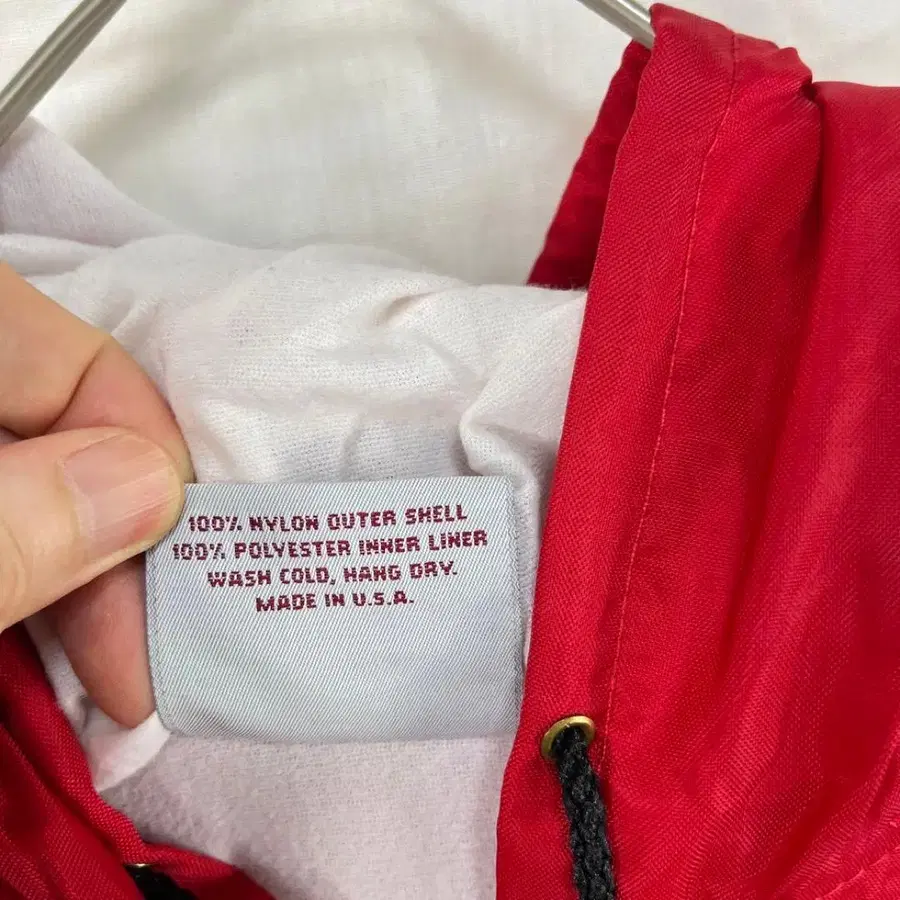 100% NYLON OUTER SHELL
100% POLYESTER INNER LINER
WASH COLD, HANG DRY.
MADE IN U.S.A.